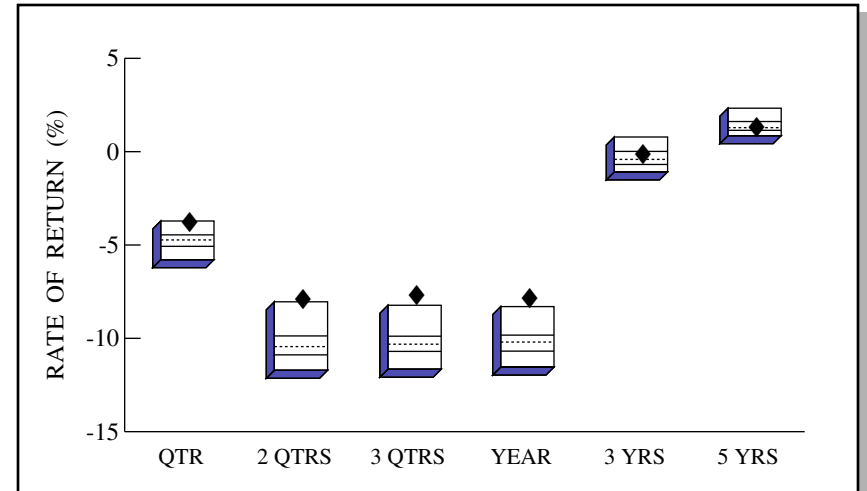 RATE OF RETURN (%)
5
0
-5
-10
-15
QTR 2 QTRS 3 QTRS YEAR 3 YRS 5 YRS